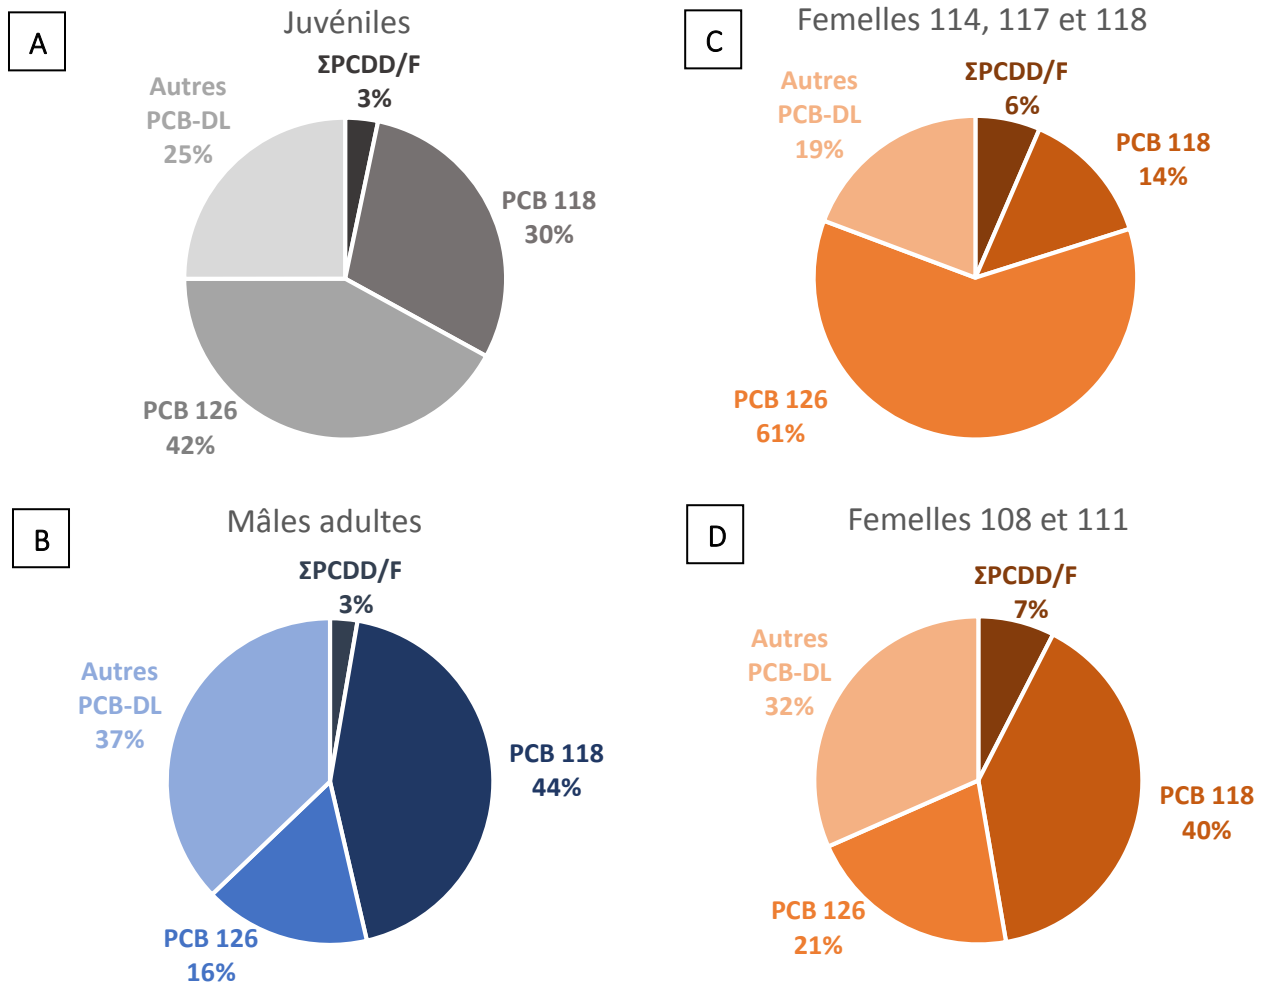 A
Juvéniles
ΣPCDD/F
3%
Autres
PCB-DL
25%
PCB 118
30%
PCB 126
42%
C
Femelles 114, 117 et 118
ΣPCDD/F
6%
Autres
PCB-DL
19%
PCB 118
14%
PCB 126
61%
B
Mâles adultes
ΣPCDD/F
3%
Autres
PCB-DL
37%
PCB 118
44%
PCB 126
16%
D
Femelles 108 et 111
ΣPCDD/F
7%
Autres
PCB-DL
32%
PCB 118
40%
PCB 126
21%